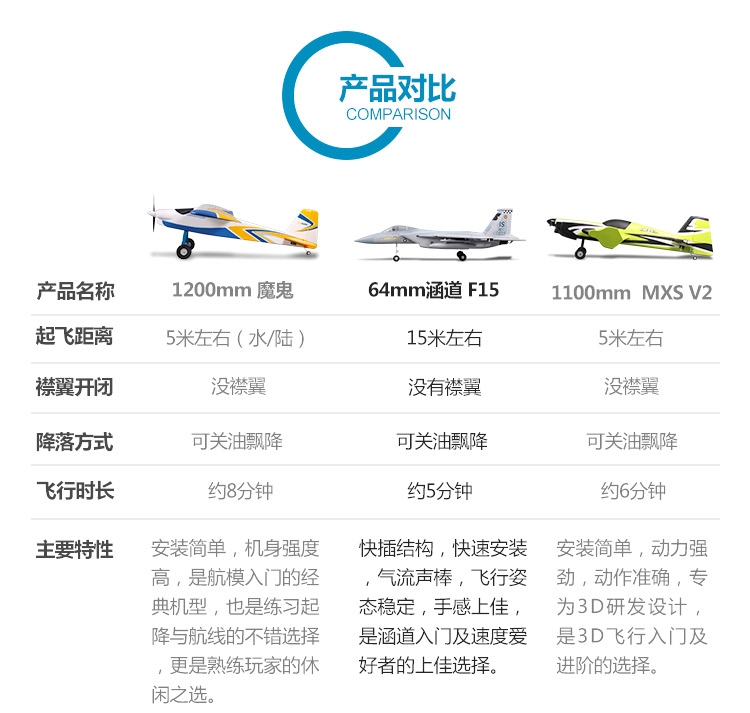 产品对比
COMPARISON
产品名称 1200mm 魔鬼 64mm涵道 F15 1100mm MXS V2
起飞距离 5米左右（水/陆） 15米左右 5米左右
襟翼开闭 没襟翼 没有襟翼 没襟翼
降落方式 可关油飘降 可关油飘降 可关油飘降
飞行时长 约8分钟 约5分钟 约6分钟
主要特性
安装简单，机身强度
高，是航模入门的经
典机型，也是练习起
降与航线的不错选择
，更是熟练玩家的休
闲之选。
快插结构，快速安装
，气流声棒，飞行姿
态稳定，手感上佳，
是涵道入门及速度爱
好者的上佳选择。
安装简单，动力强
劲，动作准确，专
为3D研发设计，
是3D飞行入门及
进阶的选择。